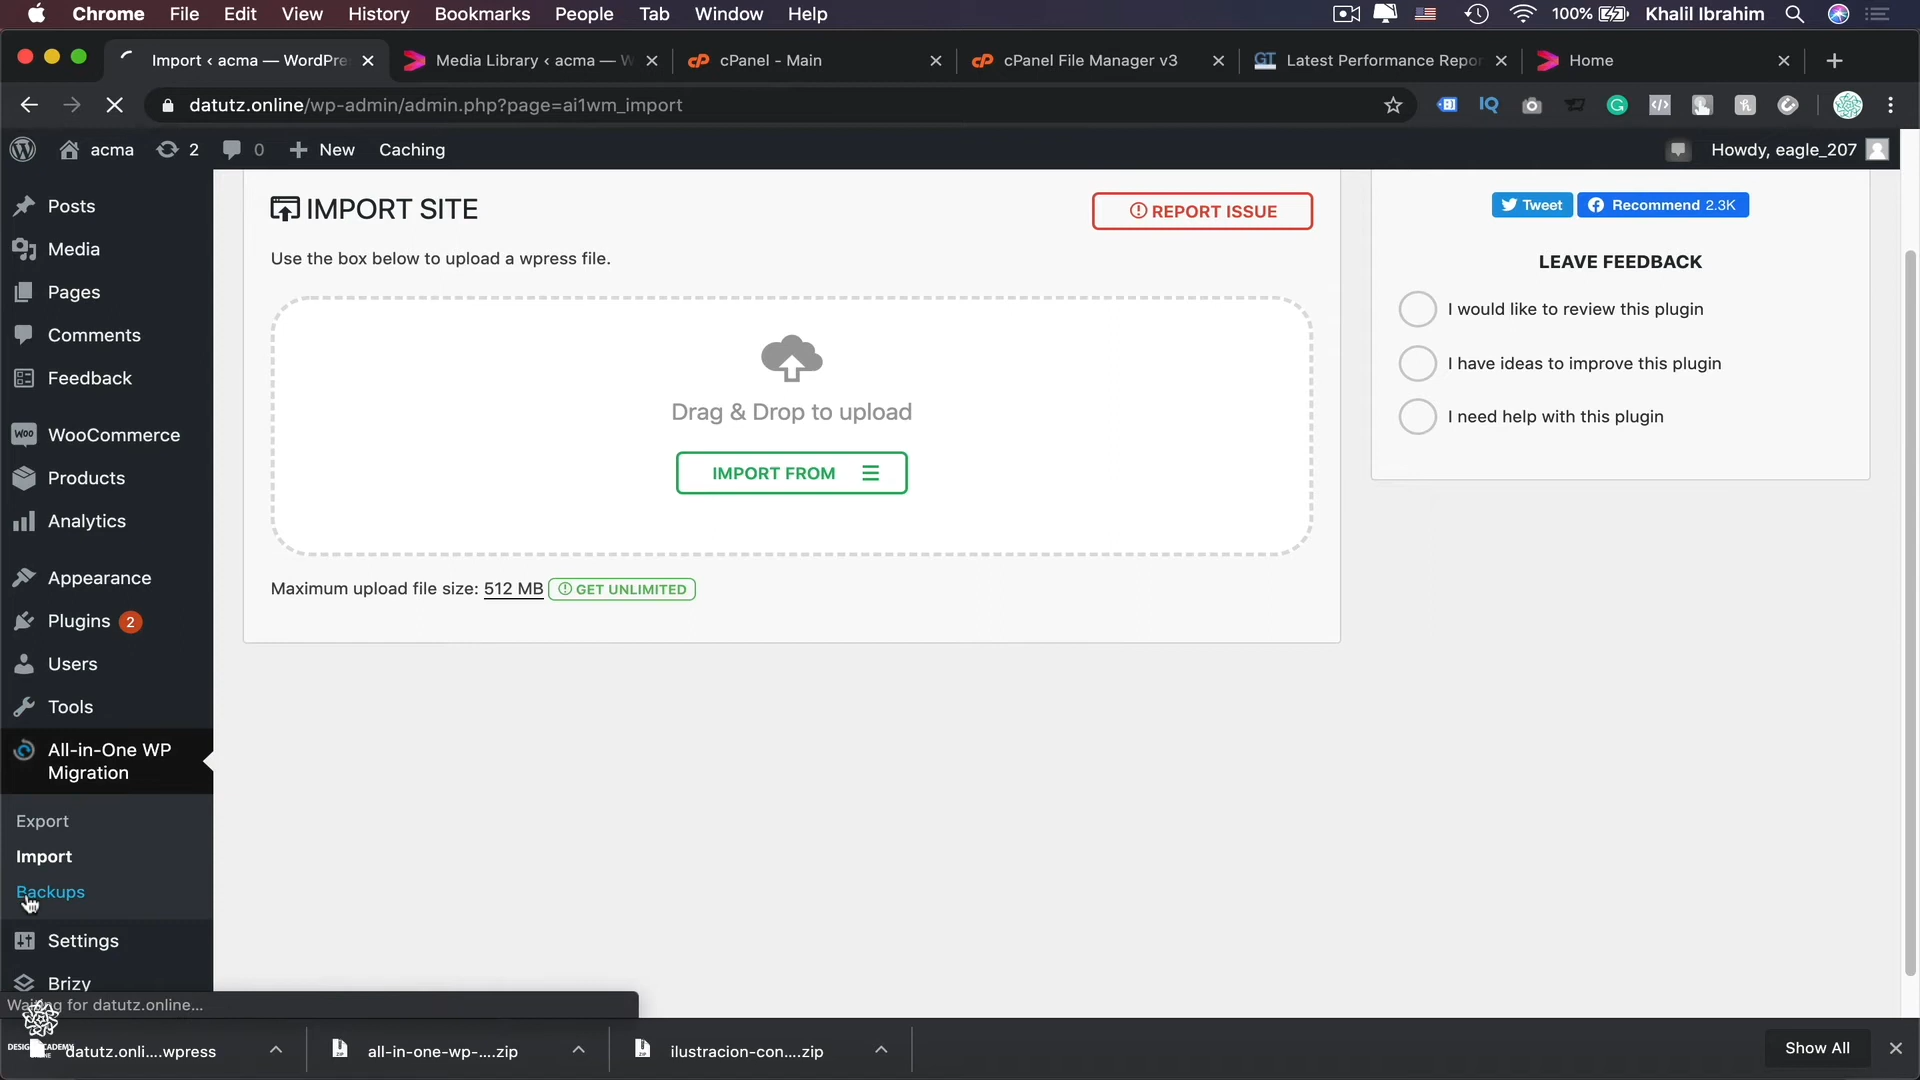 Chrome File Edit View History Bookmarks People Tab Window Help 100% Khalil Ibrahim
Import ‹ acma — WordPre Media Library ‹ acma — W cPanel - Main cPanel File Manager v3 GT Latest Performance Repor Home
datutz.online/wp-admin/admin.php?page=ai1wm_import
acma 2 0 New Caching Howdy, eagle_207
Posts
Media
Pages
Comments
Feedback
WooCommerce
Products
Analytics
Appearance
Plugins 2
Users
Tools
All-in-One WP
Migration
Export
Import
Backups
Settings
Brizy
IMPORT SITE
REPORT ISSUE
Use the box below to upload a wpress file.
Drag & Drop to upload
IMPORT FROM
Maximum upload file size: 512 MB GET UNLIMITED
Tweet Recommend 2.3K
LEAVE FEEDBACK
I would like to review this plugin
I have ideas to improve this plugin
I need help with this plugin
Waiting for datutz.online...
datutz.onli....wpress all-in-one-wp-....zip ilustracion-con....zip Show All